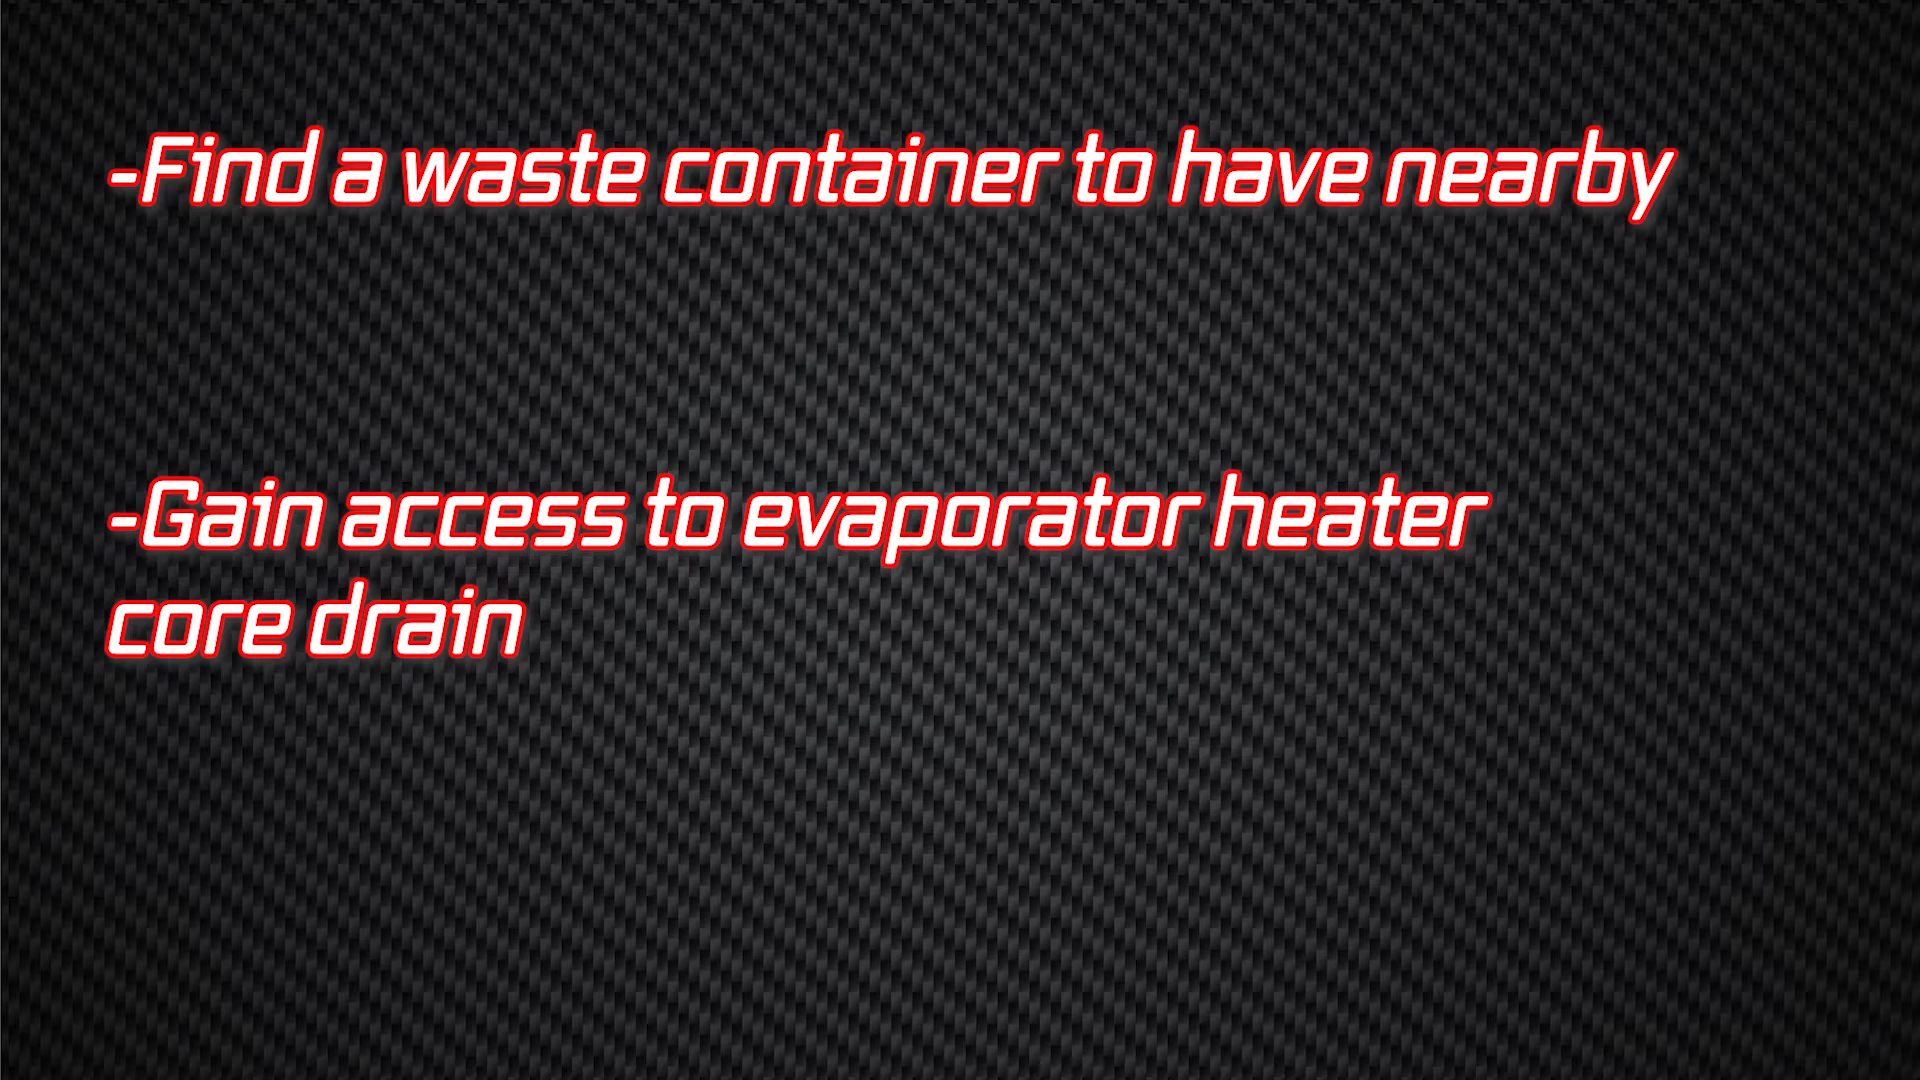 -Find a waste container to have nearby
-Gain access to evaporator heater
core drain